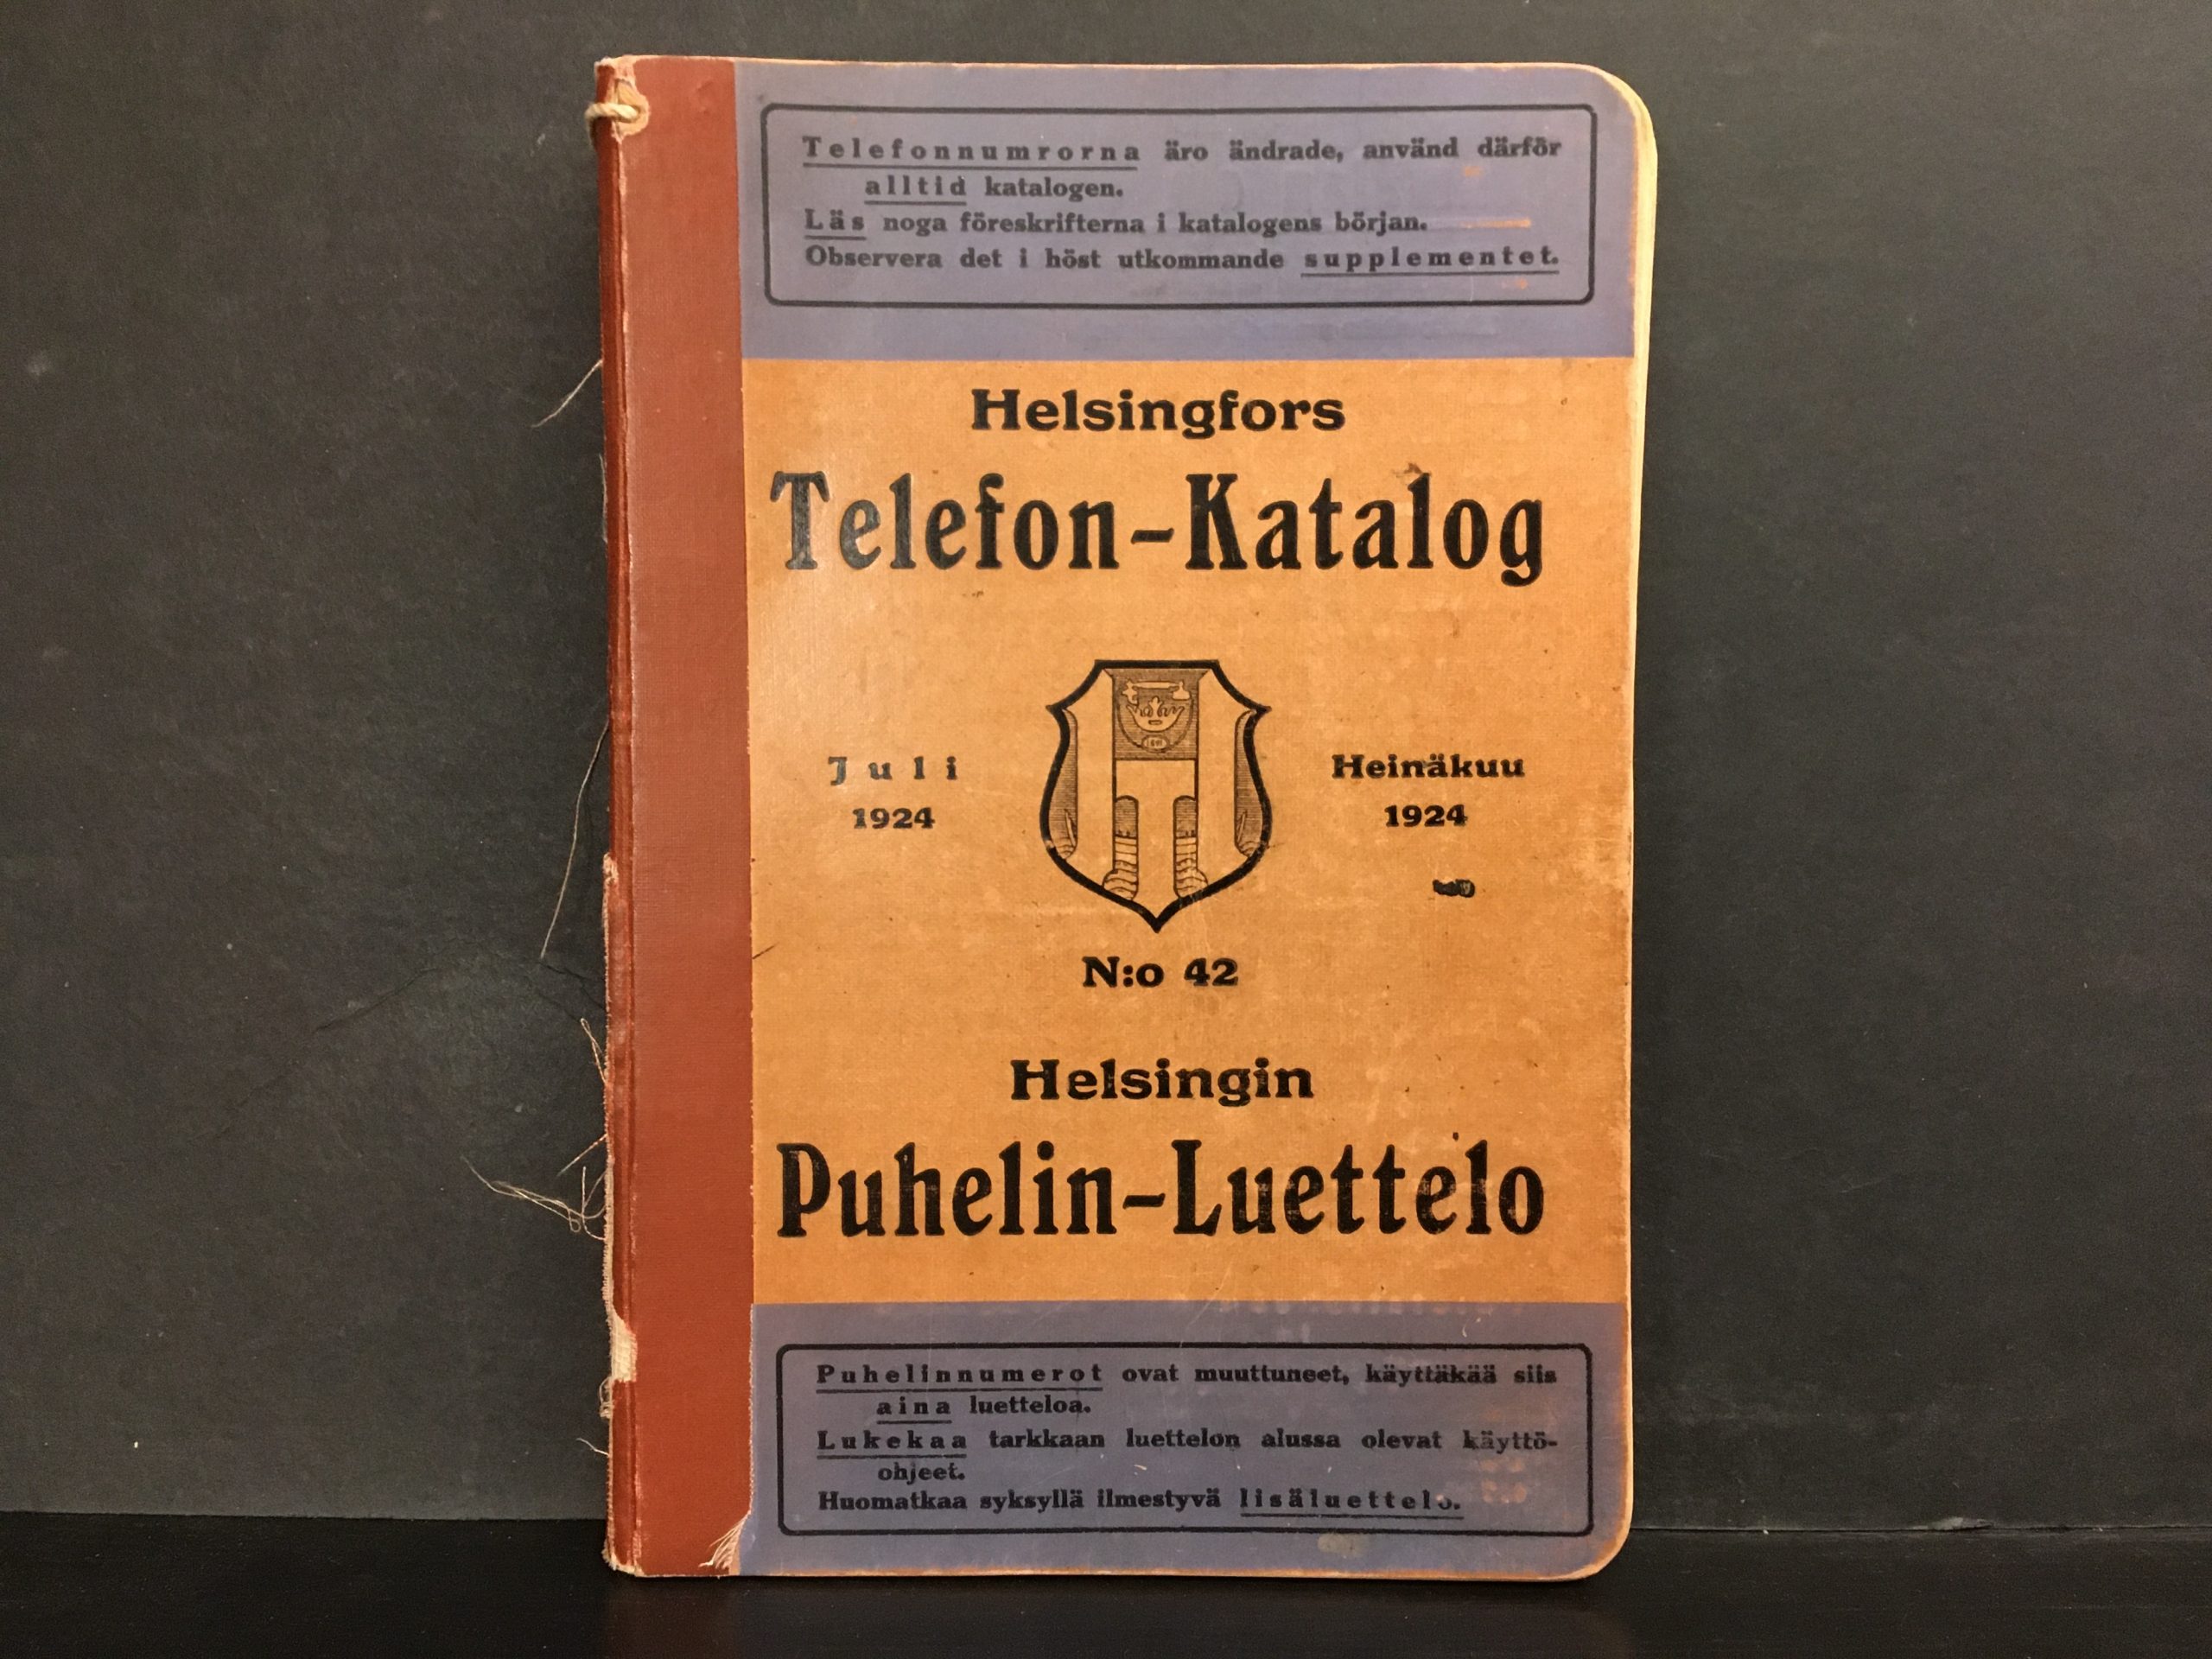 Telefonnumrorna äro ändrade, använd därför
alltid katalogen.
Läs noga föreskrifterna i katalogens början.
Observera det i höst utkommande supplementet.
Helsingfors
Telefon-Katalog
Juli
1924
Heinäkuu
1924
N:o 42
Helsingin
Puhelin-Luettelo
Puhelinnumerot ovat muuttuneet, käyttäkää siis
aina luetteloa.
Lukekaa tarkkaan luettelon alussa olevat käyttö-
ohjeet.
Huomatkaa syksyllä ilmestyvä lisäluettelo.